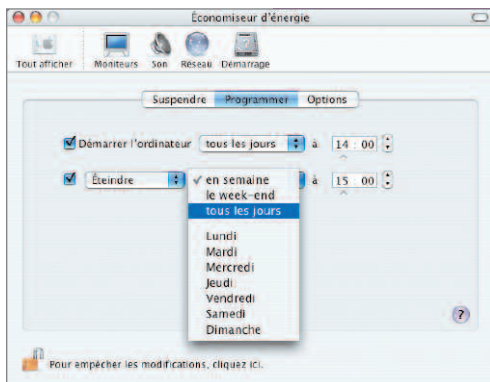 Économiseur d'énergie
Tout afficher Moniteurs Son Réseau Démarrage
Suspendre Programmer Options
Démarrer l'ordinateur tous les jours à 14 : 00
Éteindre en semaine à 15 : 00
le week-end
tous les jours
Lundi
Mardi
Mercredi
Jeudi
Vendredi
Samedi
Dimanche
?
Pour empêcher les modifications, cliquez ici.